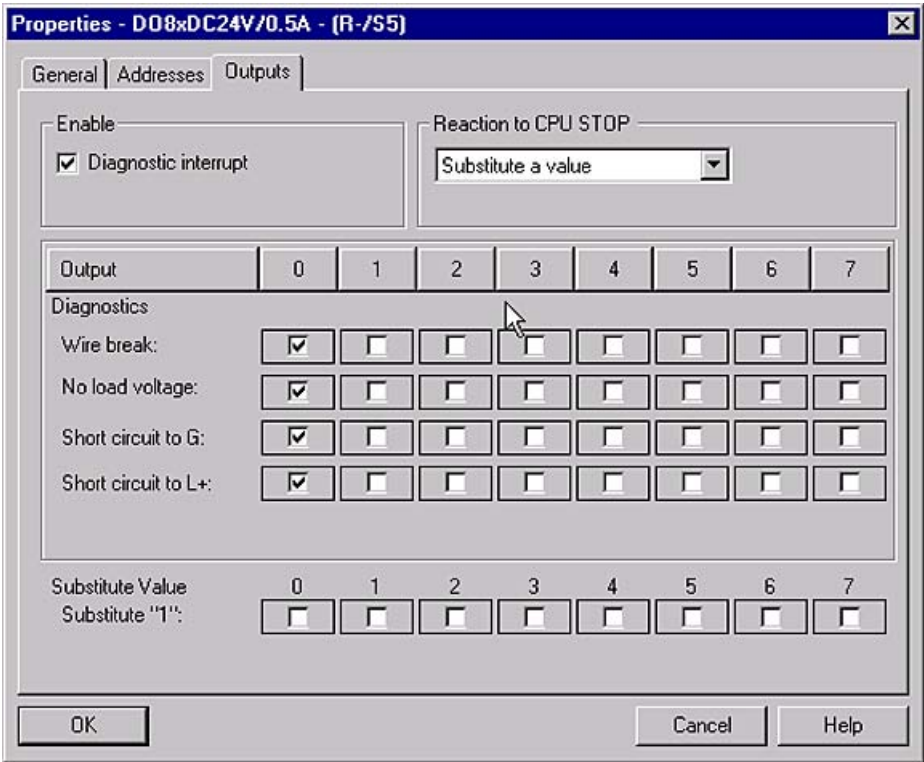 Properties - DO8xDC24V/0.5A - (R-/S5)
General Addresses Outputs
Enable
Diagnostic interrupt
Reaction to CPU STOP
Substitute a value
Output 0 1 2 3 4 5 6 7
Diagnostics
Wire break:
No load voltage:
Short circuit to G:
Short circuit to L+:
Substitute Value 0 1 2 3 4 5 6 7
Substitute "1":
OK Cancel Help